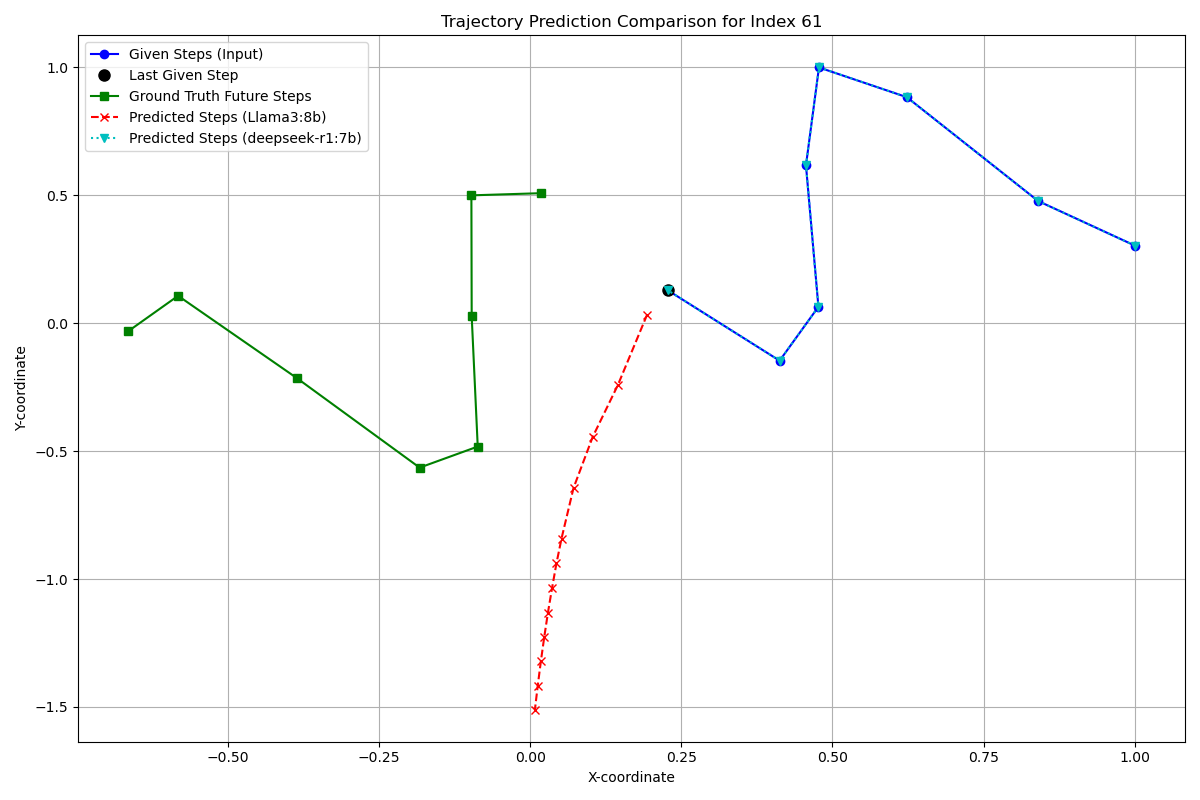 Trajectory Prediction Comparison for Index 61
Given Steps (Input)
Last Given Step
Ground Truth Future Steps
Predicted Steps (Llama3:8b)
Predicted Steps (deepseek-r1:7b)
Y-coordinate
1.0
0.5
0.0
−0.5
−1.0
−1.5
−0.50 −0.25 0.00 0.25 0.50 0.75 1.00
X-coordinate